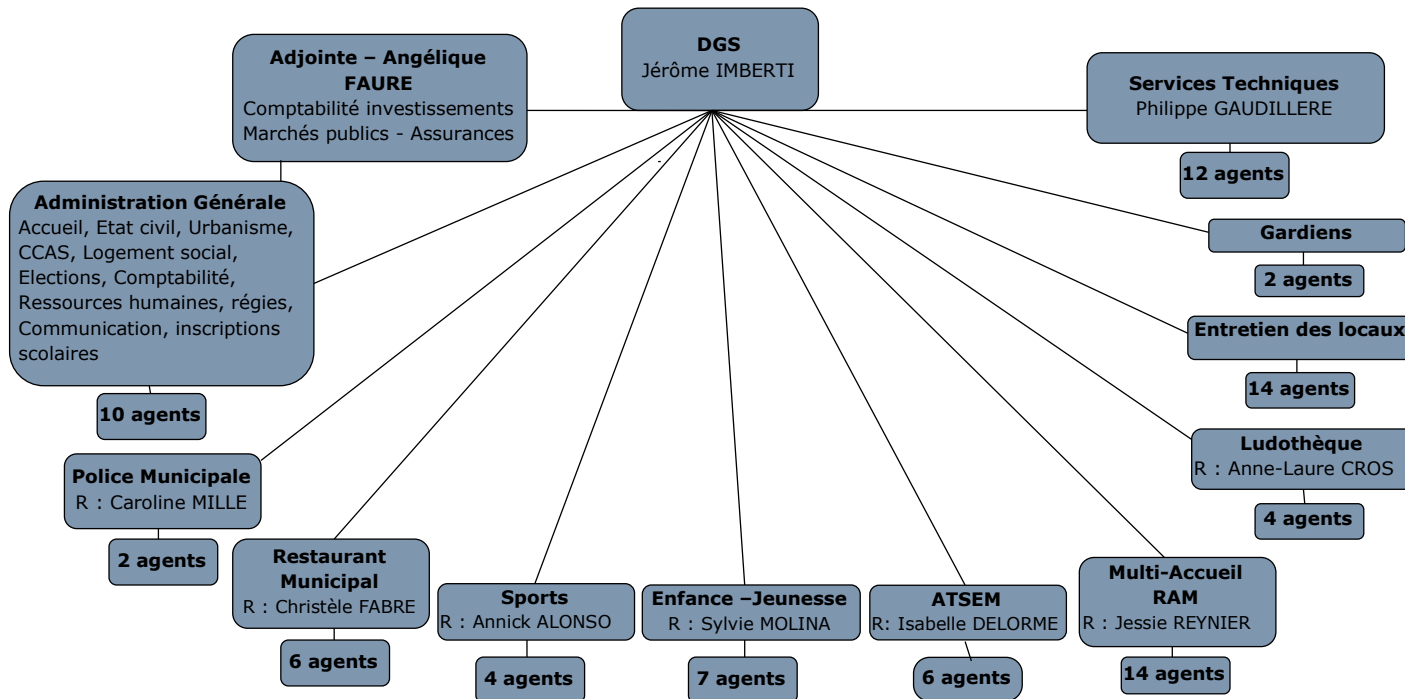 DGS
Jérôme IMBERTI
Adjointe – Angélique
FAURE
Comptabilité investissements
Marchés publics - Assurances
Services Techniques
Philippe GAUDILLERE
12 agents
Administration Générale
Accueil, Etat civil, Urbanisme,
CCAS, Logement social,
Elections, Comptabilité,
Ressources humaines, régies,
Communication, inscriptions
scolaires
10 agents
Gardiens
2 agents
Entretien des locaux
14 agents
Ludothèque
R : Anne-Laure CROS
4 agents
Police Municipale
R : Caroline MILLE
2 agents
Restaurant
Municipal
R : Christèle FABRE
6 agents
Sports
R : Annick ALONSO
4 agents
Enfance –Jeunesse
R : Sylvie MOLINA
7 agents
ATSEM
R: Isabelle DELORME
6 agents
Multi-Accueil
RAM
R : Jessie REYNIER
14 agents